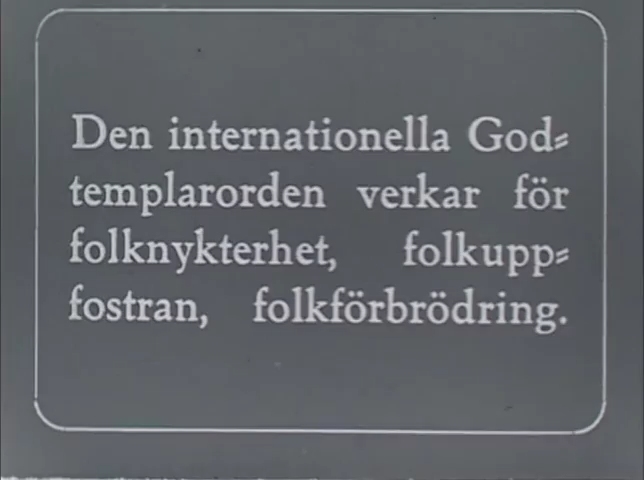 Den internationella God⸗
templarorden verkar för
folknykterhet, folkupp⸗
fostran, folkförbrödring.